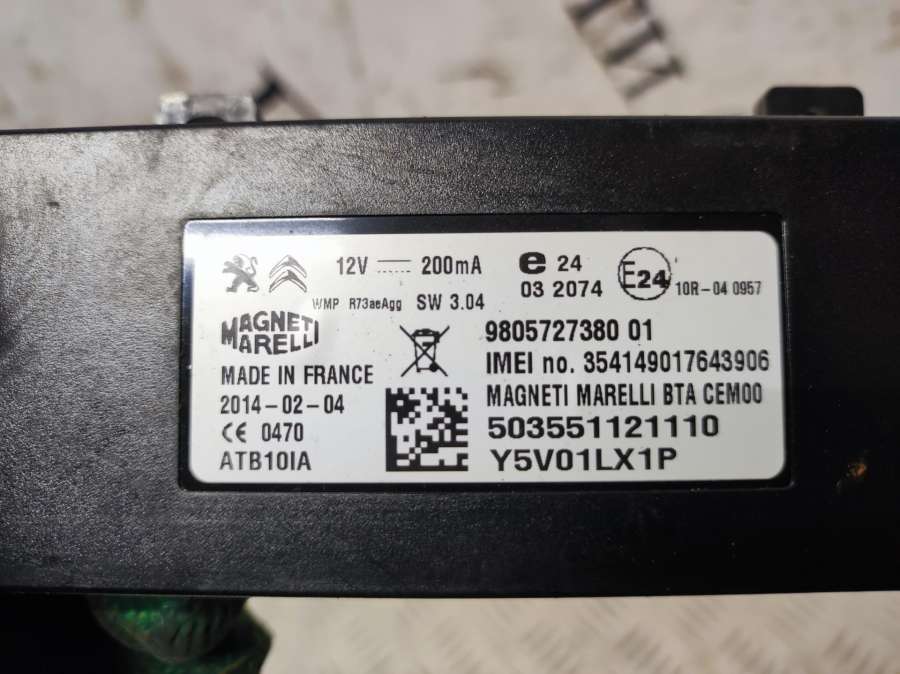 12V 200mA
e 24
03 2074
E24
10R-04 0957
WMP R73aeAgg SW 3.04
MAGNETI
MARELLI
9805727380 01
IMEI no. 354149017643906
MADE IN FRANCE
MAGNETI MARELLI BTA CEM00
2014-02-04
503551121110
CE 0470
ATB10IA
Y5V01LX1P